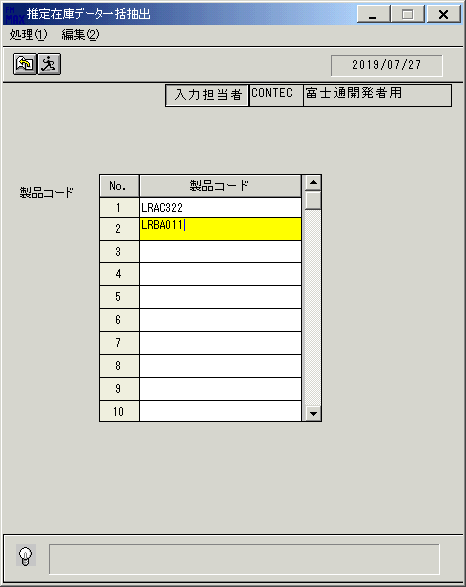 推定在庫データ一括抽出
処理(1) 編集(2)
2019/07/27
入力担当者 CONTEC 富士通開発者用
製品コード
No. 製品コード
1 LRAC322
2 LRBA011
3
4
5
6
7
8
9
10